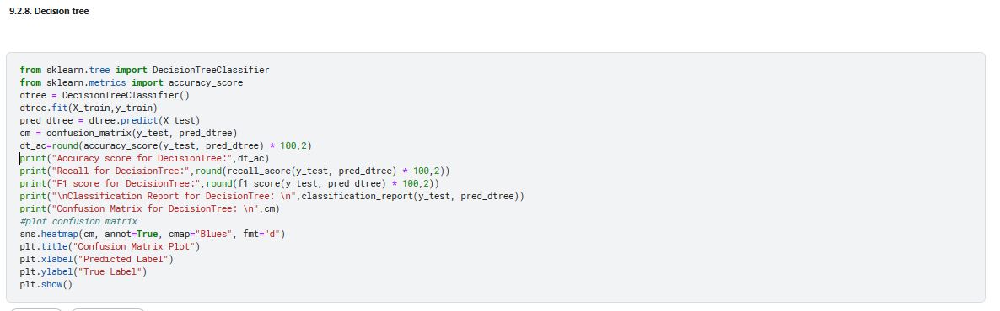 9.2.8. Decision tree
from sklearn.tree import DecisionTreeClassifier
from sklearn.metrics import accuracy_score
dtree = DecisionTreeClassifier()
dtree.fit(X_train,y_train)
pred_dtree = dtree.predict(X_test)
cm = confusion_matrix(y_test, pred_dtree)
dt_ac=round(accuracy_score(y_test, pred_dtree) * 100,2)
print("Accuracy score for DecisionTree:",dt_ac)
print("Recall for DecisionTree:",round(recall_score(y_test, pred_dtree) * 100,2))
print("F1 score for DecisionTree:",round(f1_score(y_test, pred_dtree) * 100,2))
print("\nClassification Report for DecisionTree: \n",classification_report(y_test, pred_dtree))
print("Confusion Matrix for DecisionTree: \n",cm)
#plot confusion matrix
sns.heatmap(cm, annot=True, cmap="Blues", fmt="d")
plt.title("Confusion Matrix Plot")
plt.xlabel("Predicted Label")
plt.ylabel("True Label")
plt.show()